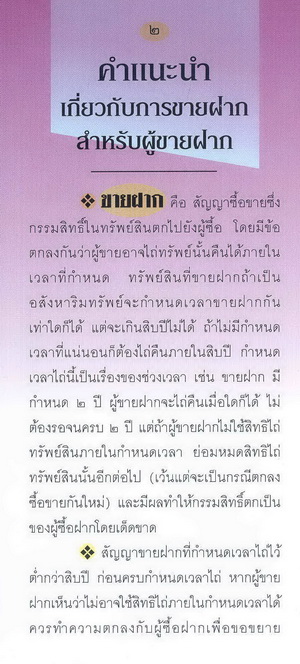 ๒
คำแนะนำ
เกี่ยวกับการขายฝาก
สำหรับผู้ขายฝาก
❖ ขายฝาก คือ สัญญาซื้อขายซึ่ง
กรรมสิทธิ์ในทรัพย์สินตกไปยังผู้ซื้อ โดยมีข้อ
ตกลงกันว่าผู้ขายอาจไถ่ทรัพย์นั้นคืนได้ภายใน
เวลาที่กำหนด ทรัพย์สินที่ขายฝากถ้าเป็น
อสังหาริมทรัพย์จะกำหนดเวลาขายฝากกัน
เท่าใดก็ได้ แต่จะเกินสิบปีไม่ได้ ถ้าไม่มีกำหนด
เวลาที่แน่นอนก็ต้องไถ่คืนภายในสิบปี กำหนด
เวลาไถ่นี้เป็นเรื่องของช่วงเวลา เช่น ขายฝาก มี
กำหนด ๒ ปี ผู้ขายฝากจะไถ่คืนเมื่อใดก็ได้ ไม่
ต้องรอจนครบ ๒ ปี แต่ถ้าผู้ขายฝากไม่ใช้สิทธิไถ่
ทรัพย์สินภายในกำหนดเวลา ย่อมหมดสิทธิไถ่
ทรัพย์สินนั้นอีกต่อไป (เว้นแต่จะเป็นกรณีตกลง
ซื้อขายกันใหม่) และมีผลทำให้กรรมสิทธิ์ตกเป็น
ของผู้ซื้อฝากโดยเด็ดขาด
❖ สัญญาขายฝากที่กำหนดเวลาไถ่ไว้
ต่ำกว่าสิบปี ก่อนครบกำหนดเวลาไถ่ หากผู้ขาย
ฝากเห็นว่าไม่อาจใช้สิทธิไถ่ภายในกำหนดเวลาได้
ควรทำความตกลงกับผู้ซื้อฝากเพื่อขอขยาย